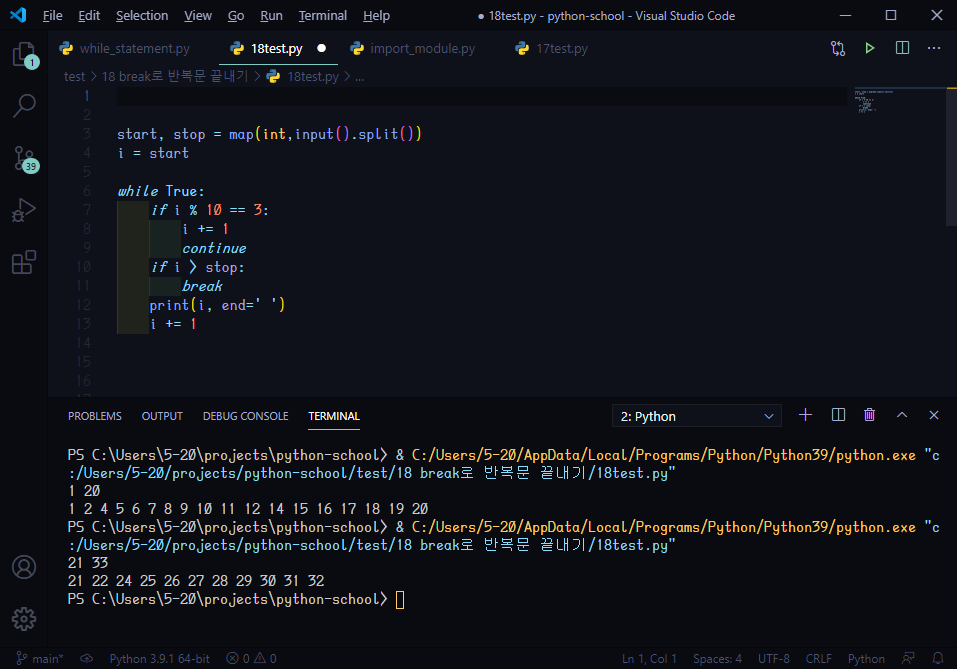 File Edit Selection View Go Run Terminal Help ● 18test.py - python-school - Visual Studio Code
while_statement.py 18test.py import_module.py 17test.py
test > 18 break로 반복문 끝내기 > 18test.py > ...
1
1
2
3 start, stop = map(int,input().split())
4 i = start
5
6 while True:
7 if i % 10 == 3:
8 i += 1
9 continue
10 if i > stop:
11 break
12 print(i, end=' ')
13 i += 1
14
15
16
39
PROBLEMS OUTPUT DEBUG CONSOLE TERMINAL 2: Python
PS C:\Users\5-20\projects\python-school> & C:/Users/5-20/AppData/Local/Programs/Python/Python39/python.exe "c
:/Users/5-20/projects/python-school/test/18 break로 반복문 끝내기/18test.py"
1 20
1 2 4 5 6 7 8 9 10 11 12 14 15 16 17 18 19 20
PS C:\Users\5-20\projects\python-school> & C:/Users/5-20/AppData/Local/Programs/Python/Python39/python.exe "c
:/Users/5-20/projects/python-school/test/18 break로 반복문 끝내기/18test.py"
21 33
21 22 24 25 26 27 28 29 30 31 32
PS C:\Users\5-20\projects\python-school>
main* Python 3.9.1 64-bit 0 0 Ln 1, Col 1 Spaces: 4 UTF-8 CRLF Python